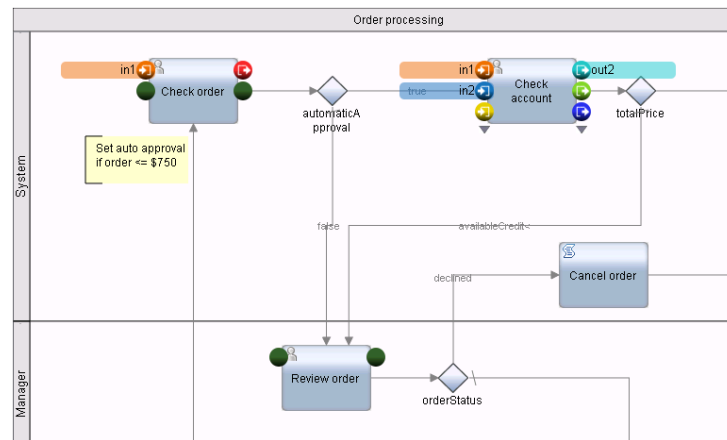 Order processing
System
in1
Check order
Set auto approval
if order <= $750
automaticA
pproval
true
in1
in2
out2
Check
account
totalPrice
false
availableCredit<
declined
Cancel order
Manager
Review order
orderStatus